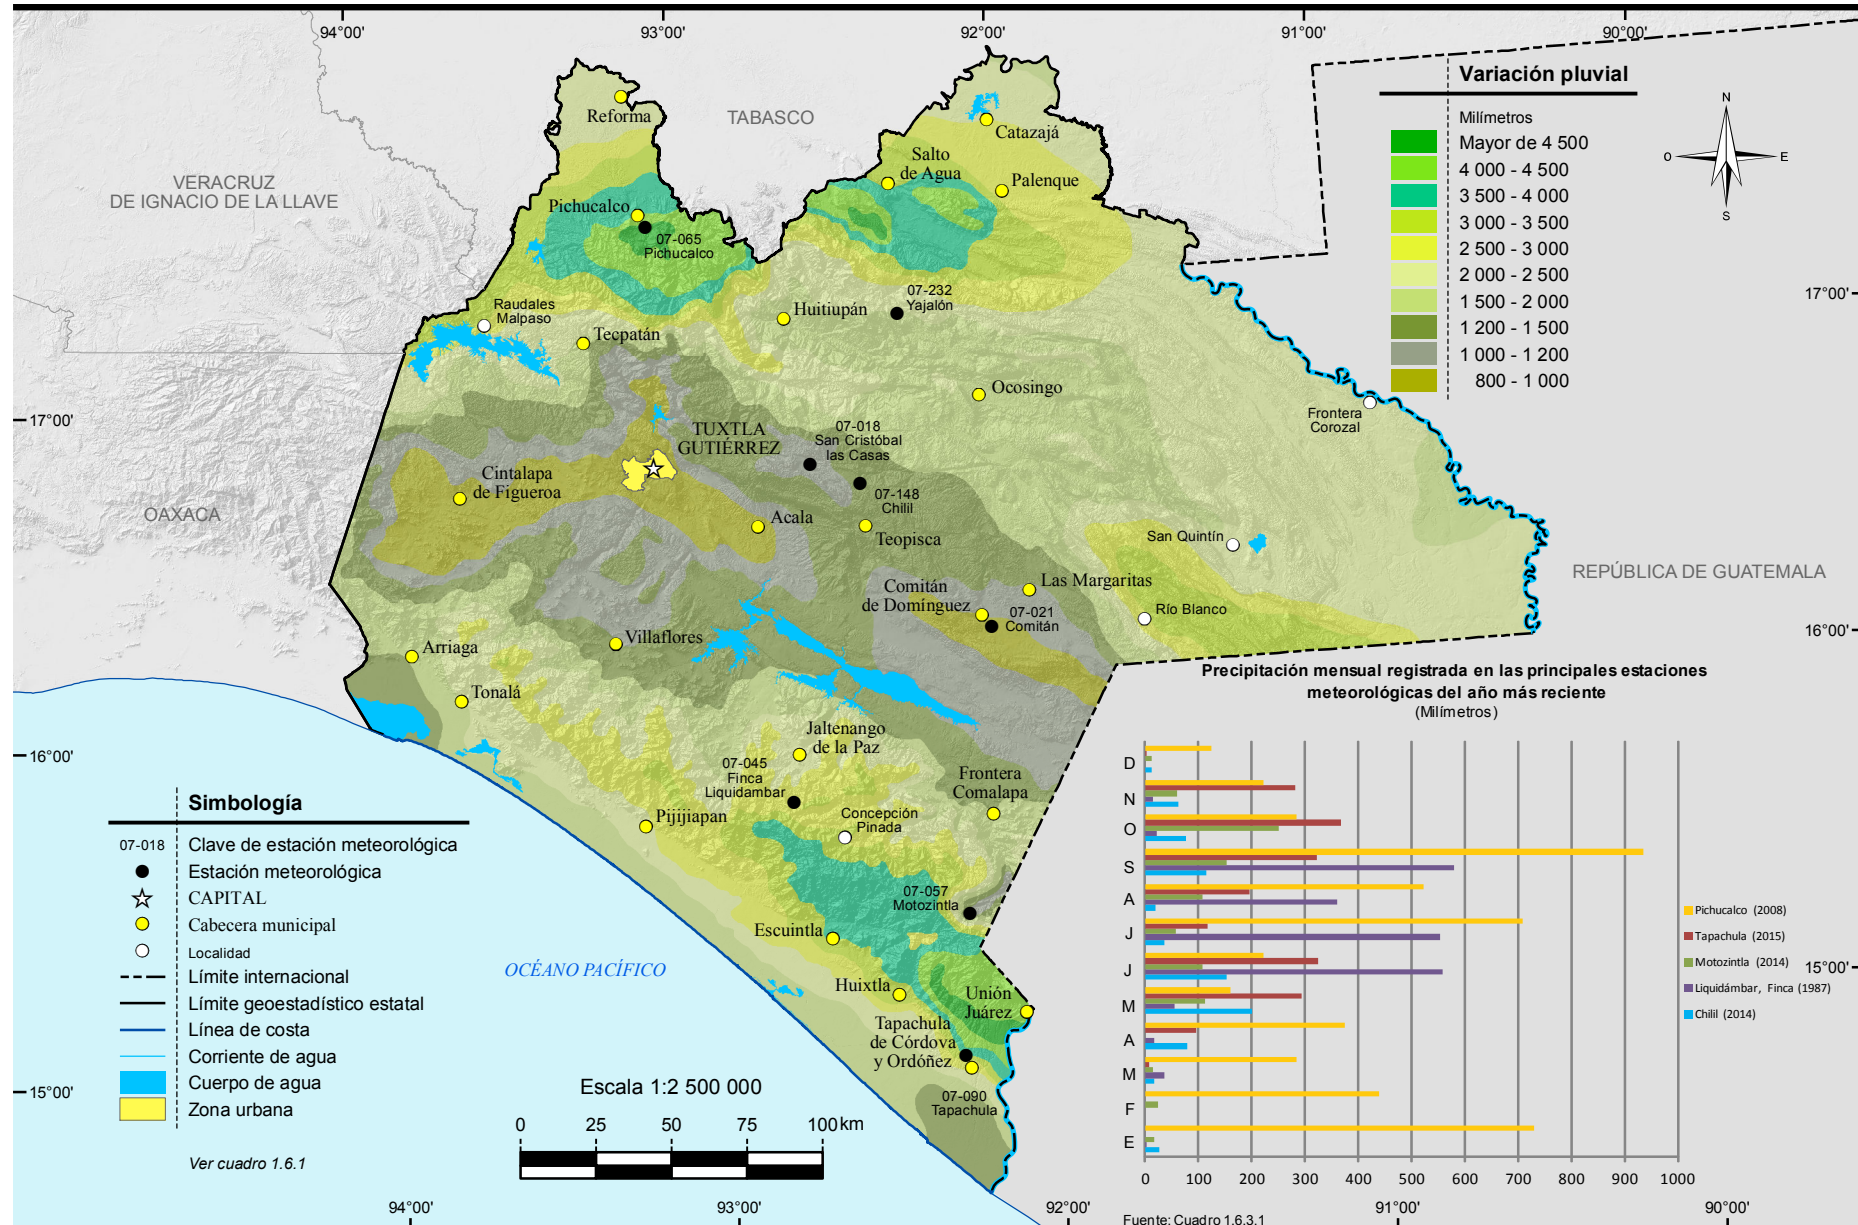 94°00'
93°00'
92°00'
91°00'
90°00'
Variación pluvial
Milímetros
Mayor de 4 500
4 000 - 4 500
3 500 - 4 000
3 000 - 3 500
2 500 - 3 000
2 000 - 2 500
1 500 - 2 000
1 200 - 1 500
1 000 - 1 200
800 - 1 000
N
O
E
S
TABASCO
VERACRUZ
DE IGNACIO DE LA LLAVE
OAXACA
REPÚBLICA DE GUATEMALA
OCÉANO PACÍFICO
17°00'
16°00'
15°00'
17°00'
16°00'
15°00'
Reforma
Catazajá
Salto
de Agua
Palenque
Pichucalco
07-065
Pichucalco
07-232
Yajalón
Huitiupán
Raudales
Malpaso
Tecpatán
Ocosingo
Frontera
Corozal
TUXTLA
GUTIÉRREZ
07-018
San Cristóbal
las Casas
07-148
Chilil
Cintalapa
de Figueroa
Acala
Teopisca
San Quintín
Las Margaritas
Comitán
de Domínguez
07-021
Comitán
Río Blanco
Villaflores
Arriaga
Tonalá
Jaltenango
de la Paz
07-045
Finca
Liquidambar
Frontera
Comalapa
Concepción
Pinada
Pijijiapan
07-057
Motozintla
Escuintla
Huixtla
Unión
Juárez
Tapachula
de Córdova
y Ordóñez
07-090
Tapachula
Simbología
07-018 Clave de estación meteorológica
Estación meteorológica
CAPITAL
Cabecera municipal
Localidad
Límite internacional
Límite geoestadístico estatal
Línea de costa
Corriente de agua
Cuerpo de agua
Zona urbana
Ver cuadro 1.6.1
Escala 1:2 500 000
0 25 50 75 100 km
Precipitación mensual registrada en las principales estaciones
meteorológicas del año más reciente
(Milímetros)
D
N
O
S
A
J
J
M
A
M
F
E
0 100 200 300 400 500 600 700 800 900 1000
Pichucalco (2008)
Tapachula (2015)
Motozintla (2014)
Liquidámbar, Finca (1987)
Chilil (2014)
Fuente: Cuadro 1.6.3.1
94°00'
93°00'
92°00'
91°00'
90°00'